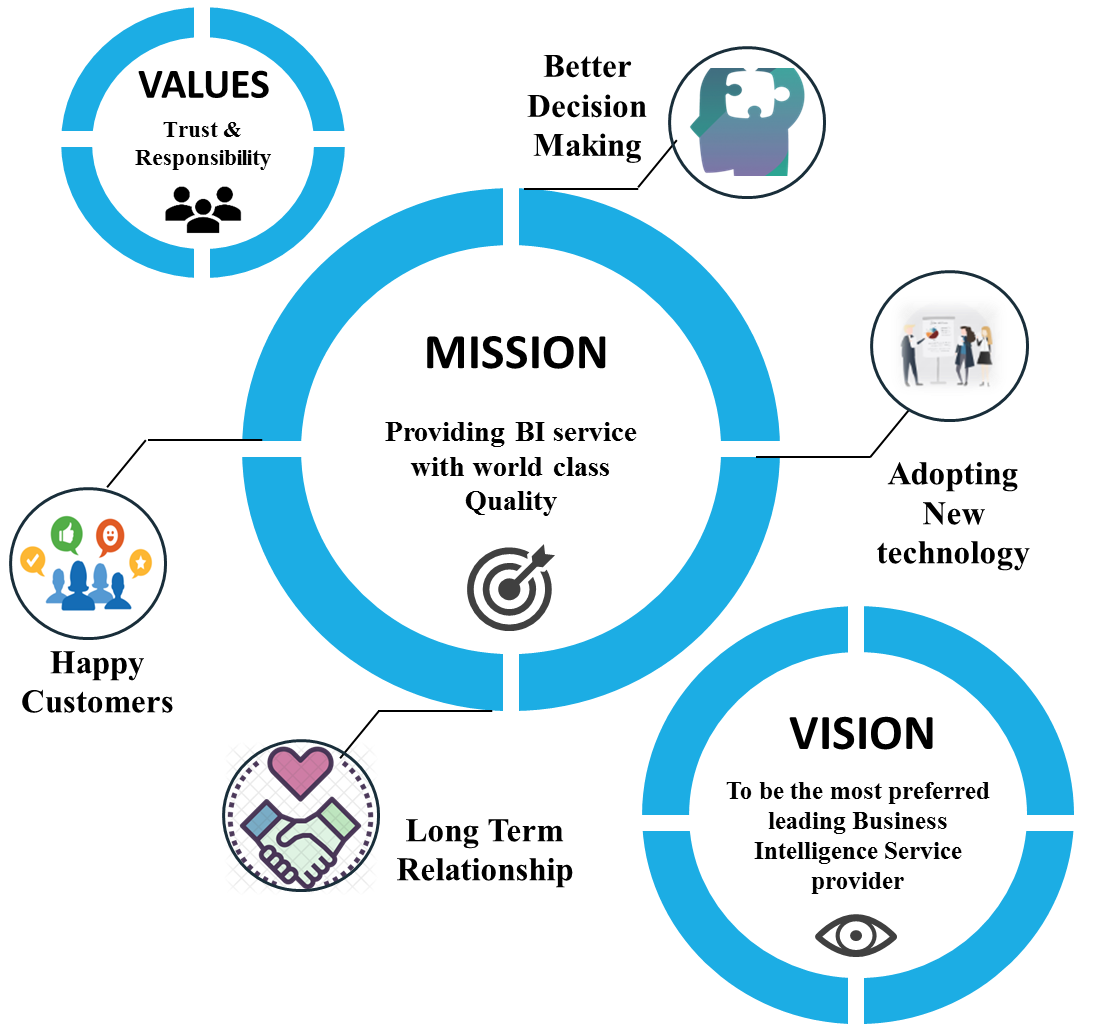 VALUES
Trust &
Responsibility
Better
Decision
Making
MISSION
Providing BI service
with world class
Quality
Adopting
New
technology
Happy
Customers
Long Term
Relationship
VISION
To be the most preferred
leading Business
Intelligence Service
provider